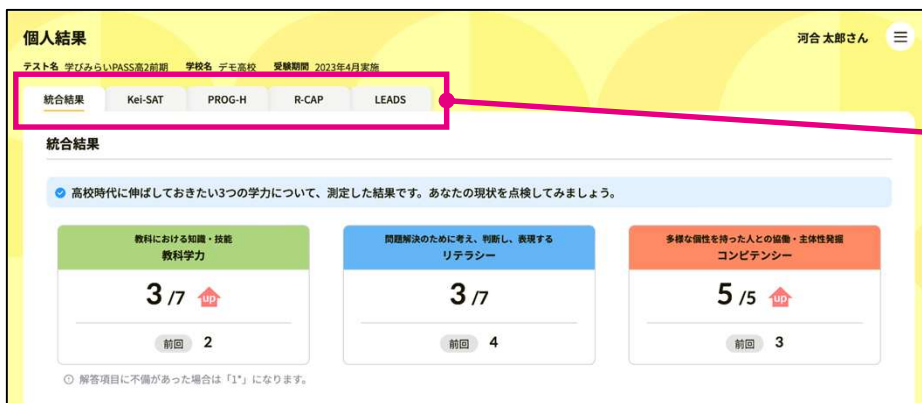 個人結果
河合 太郎さん
テスト名 学びみらいPASS高2前期 学校名 デモ高校 受験期間 2023年4月実施
統合結果 Kei-SAT PROG-H R-CAP LEADS
統合結果
高校時代に伸ばしておきたい3つの学力について、測定した結果です。あなたの現状を点検してみましょう。
教科における知識・技能
教科学力
3 /7 up
前回 2
問題解決のために考え、判断し、表現する
リテラシー
3 /7
前回 4
多様な個性を持った人との協働・主体性発揮
コンピテンシー
5 /5 up
前回 3
解答項目に不備があった場合は「1*」になります。